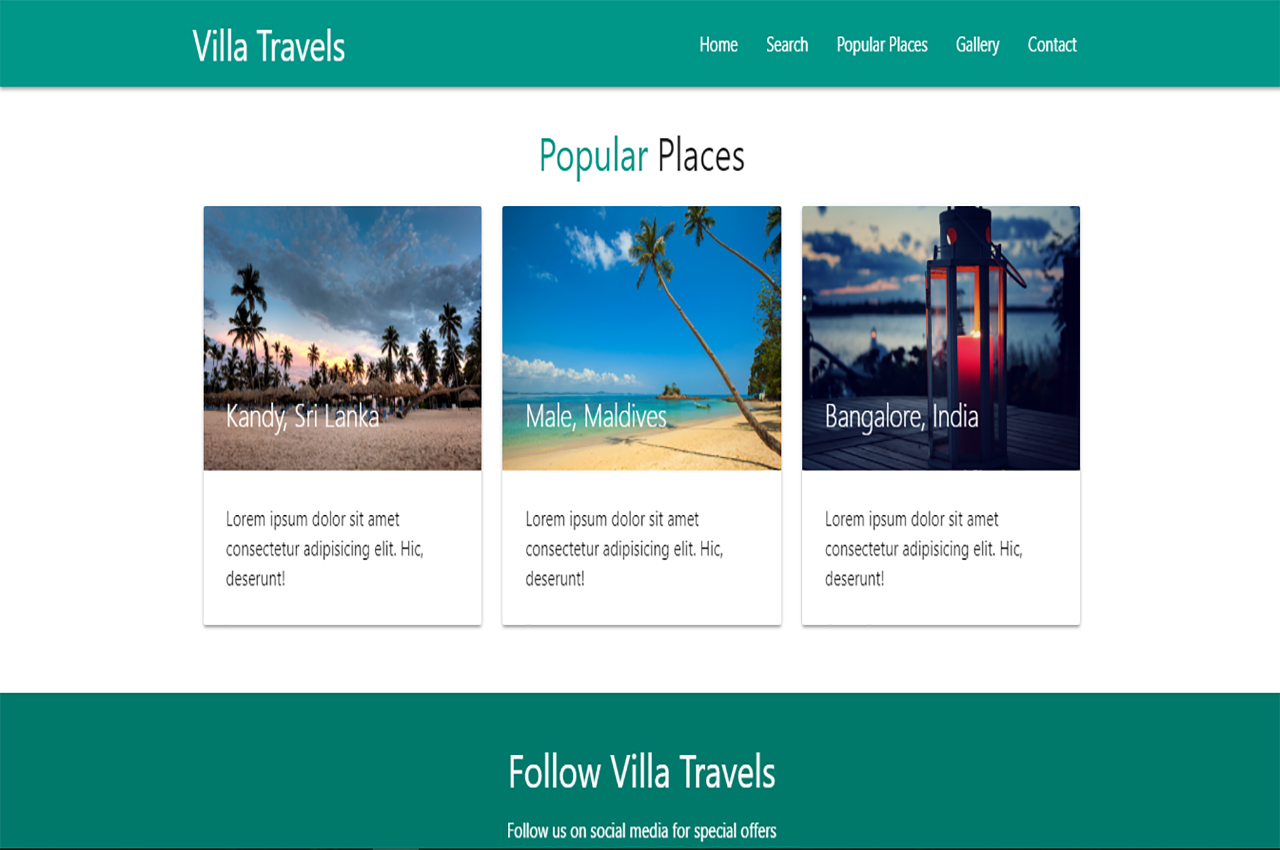 Villa Travels
Home Search Popular Places Gallery Contact
Popular Places
Kandy, Sri Lanka
Male, Maldives
Bangalore, India
Lorem ipsum dolor sit amet
consectetur adipisicing elit. Hic,
deserunt!
Lorem ipsum dolor sit amet
consectetur adipisicing elit. Hic,
deserunt!
Lorem ipsum dolor sit amet
consectetur adipisicing elit. Hic,
deserunt!
Follow Villa Travels
Follow us on social media for special offers